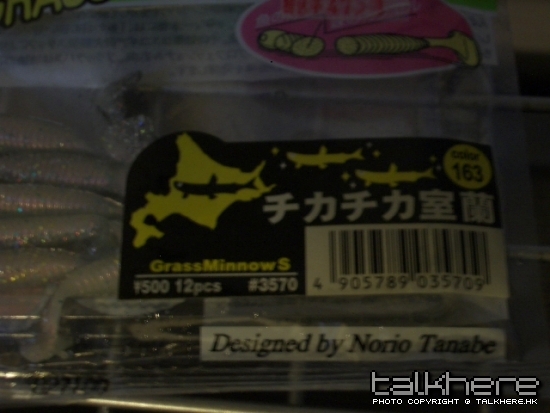 color
163
チカチカ室蘭
GrassMinnow S
¥500 12pcs #3570
4 905789 035709
Designed by Norio Tanabe
talkhere
PHOTO COPYRIGHT @ TALKHERE.HK